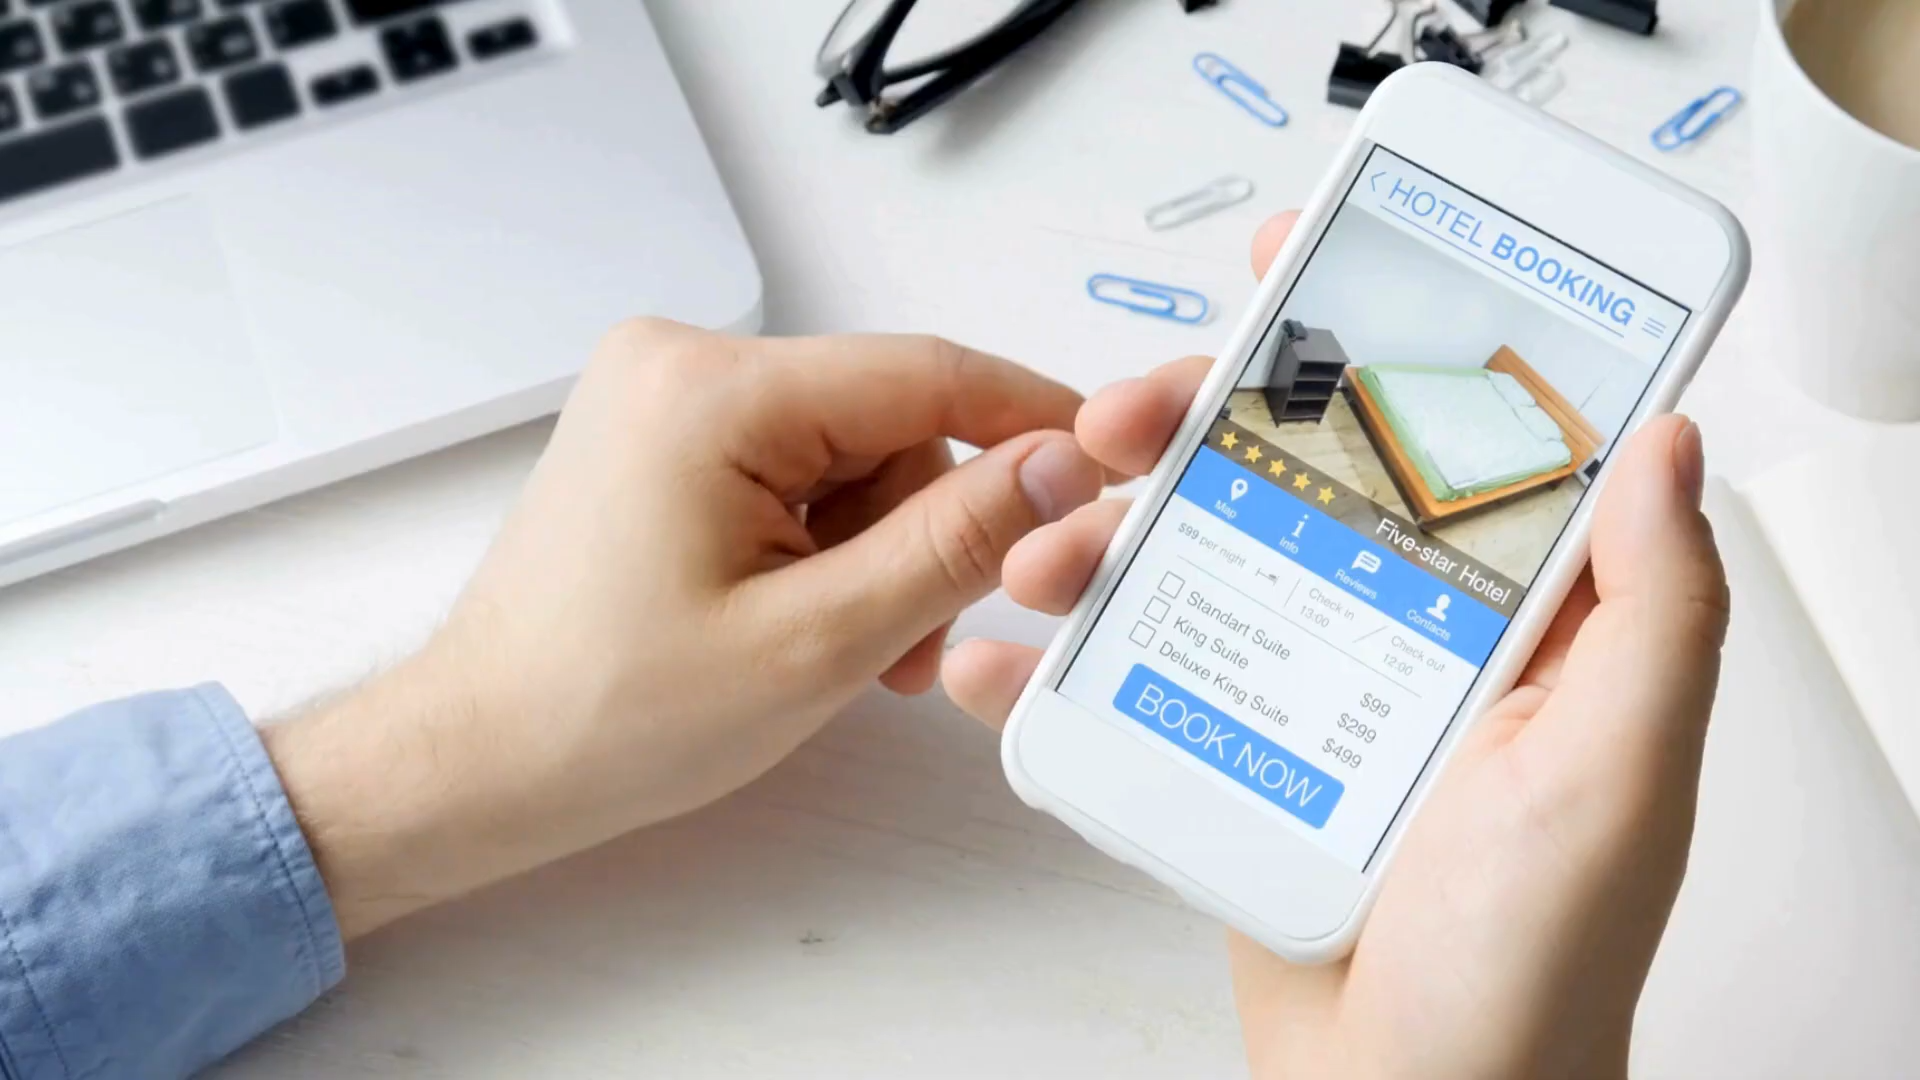 HOTEL BOOKING
Five-star Hotel
Map
Info
Reviews
Contacts
$99 per night
Check in
13:00
Check out
12:00
Standart Suite $99
King Suite $299
Deluxe King Suite $499
BOOK NOW